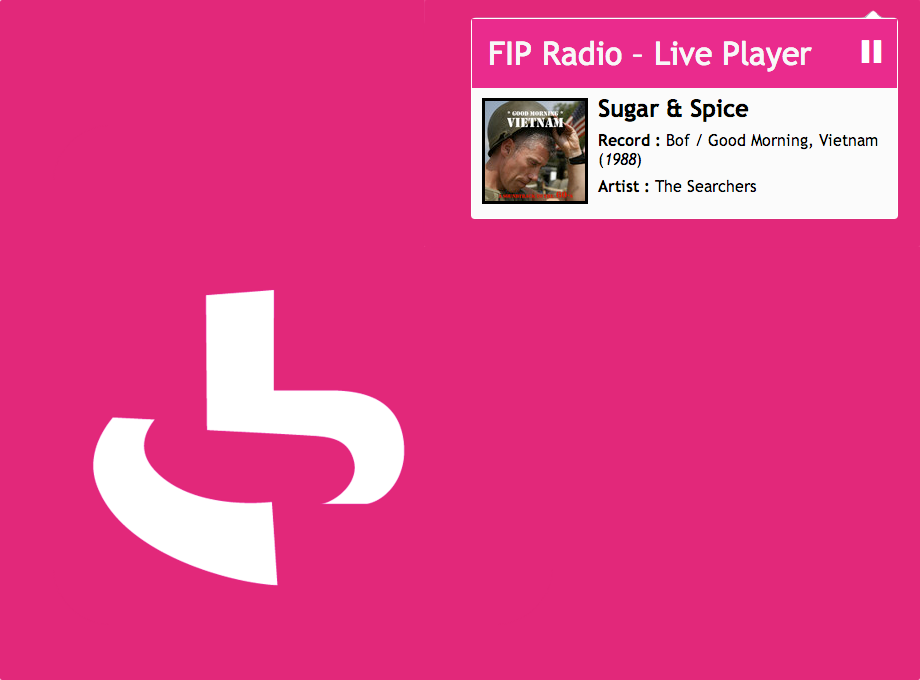 FIP Radio – Live Player
* GOOD MORNING *
VIETNAM
Sugar & Spice
Record : Bof / Good Morning, Vietnam
(1988)
Artist : The Searchers